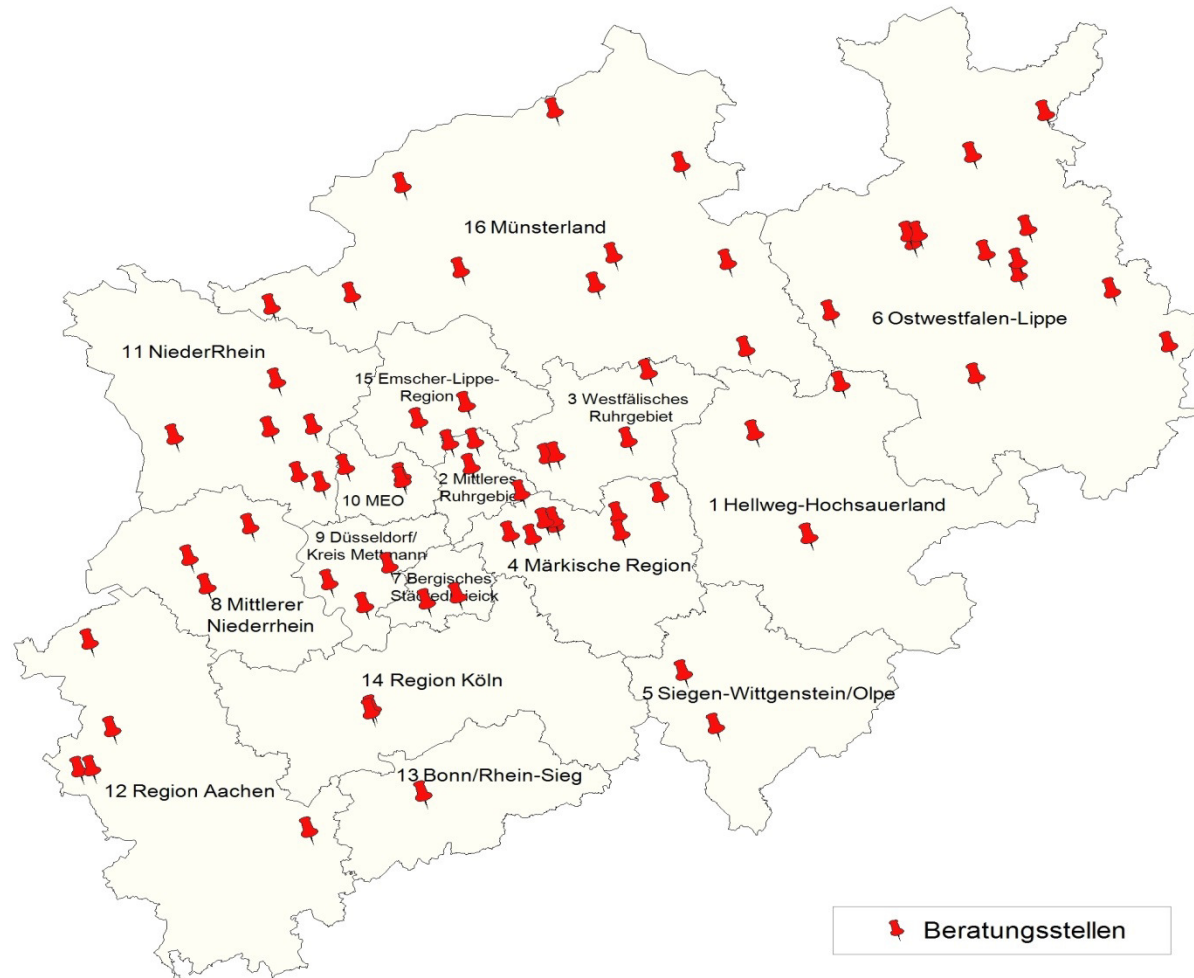 16 Münsterland
6 Ostwestfalen-Lippe
11 NiederRhein
15 Emscher-Lippe-
Region
3 Westfälisches
Ruhrgebiet
2 Mittleres
Ruhrgebiet
10 MEO
1 Hellweg-Hochsauerland
9 Düsseldorf/
Kreis Mettmann
4 Märkische Region
7 Bergisches
Städtedreieck
8 Mittlerer
Niederrhein
14 Region Köln
5 Siegen-Wittgenstein/Olpe
13 Bonn/Rhein-Sieg
12 Region Aachen
Beratungsstellen